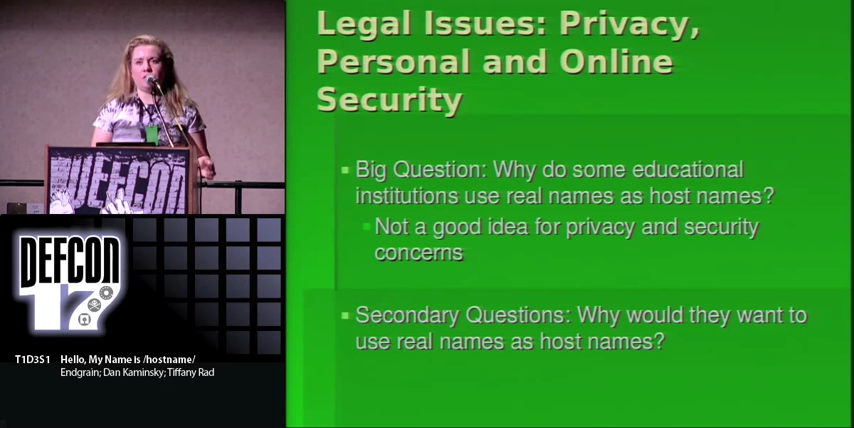 Legal Issues: Privacy,
Personal and Online
Security
Big Question: Why do some educational
institutions use real names as host names?
Not a good idea for privacy and security
concerns
Secondary Questions: Why would they want to
use real names as host names?
DEFCON
DEFCON
17
T1D3S1 Hello, My Name is /hostname/
Endgrain; Dan Kaminsky; Tiffany Rad